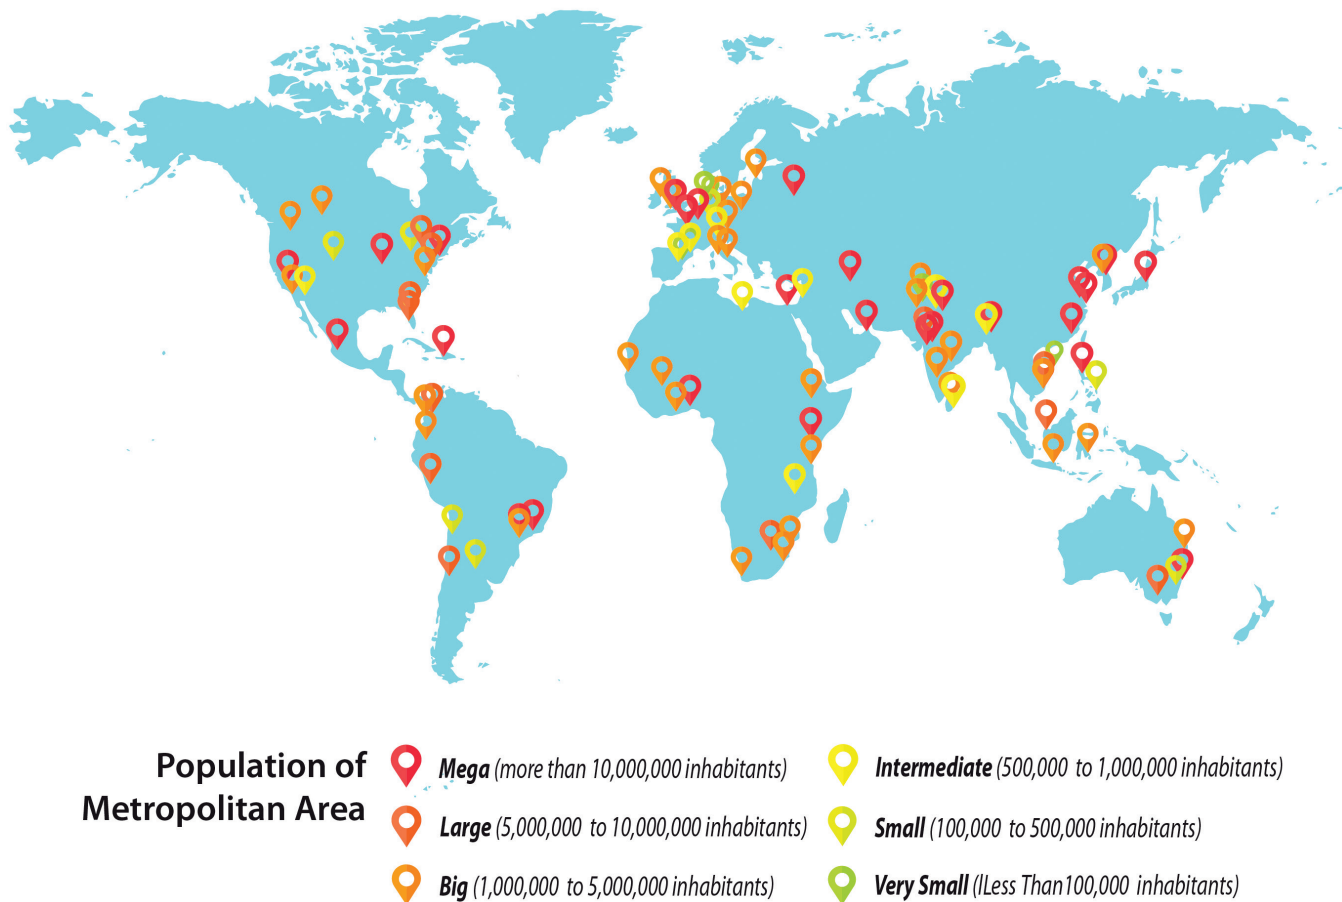 Population of
Metropolitan Area
Mega (more than 10,000,000 inhabitants)
Large (5,000,000 to 10,000,000 inhabitants)
Big (1,000,000 to 5,000,000 inhabitants)
Intermediate (500,000 to 1,000,000 inhabitants)
Small (100,000 to 500,000 inhabitants)
Very Small (lLess Than100,000 inhabitants)